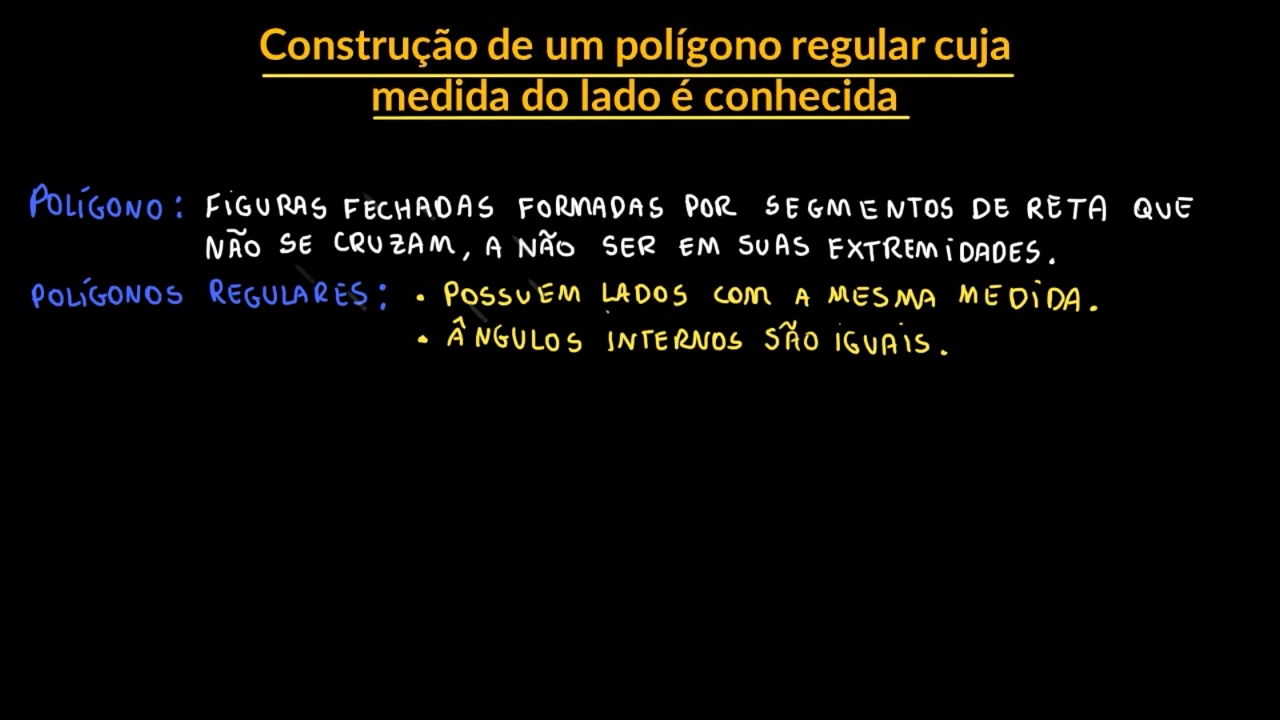 Construção de um polígono regular cuja
medida do lado é conhecida
POLÍGONO: FIGURAS FECHADAS FORMADAS POR SEGMENTOS DE RETA QUE
NÃO SE CRUZAM, A NÃO SER EM SUAS EXTREMIDADES.
POLÍGONOS REGULARES: • POSSUEM LADOS COM A MESMA MEDIDA.
• ÂNGULOS INTERNOS SÃO IGUAIS.